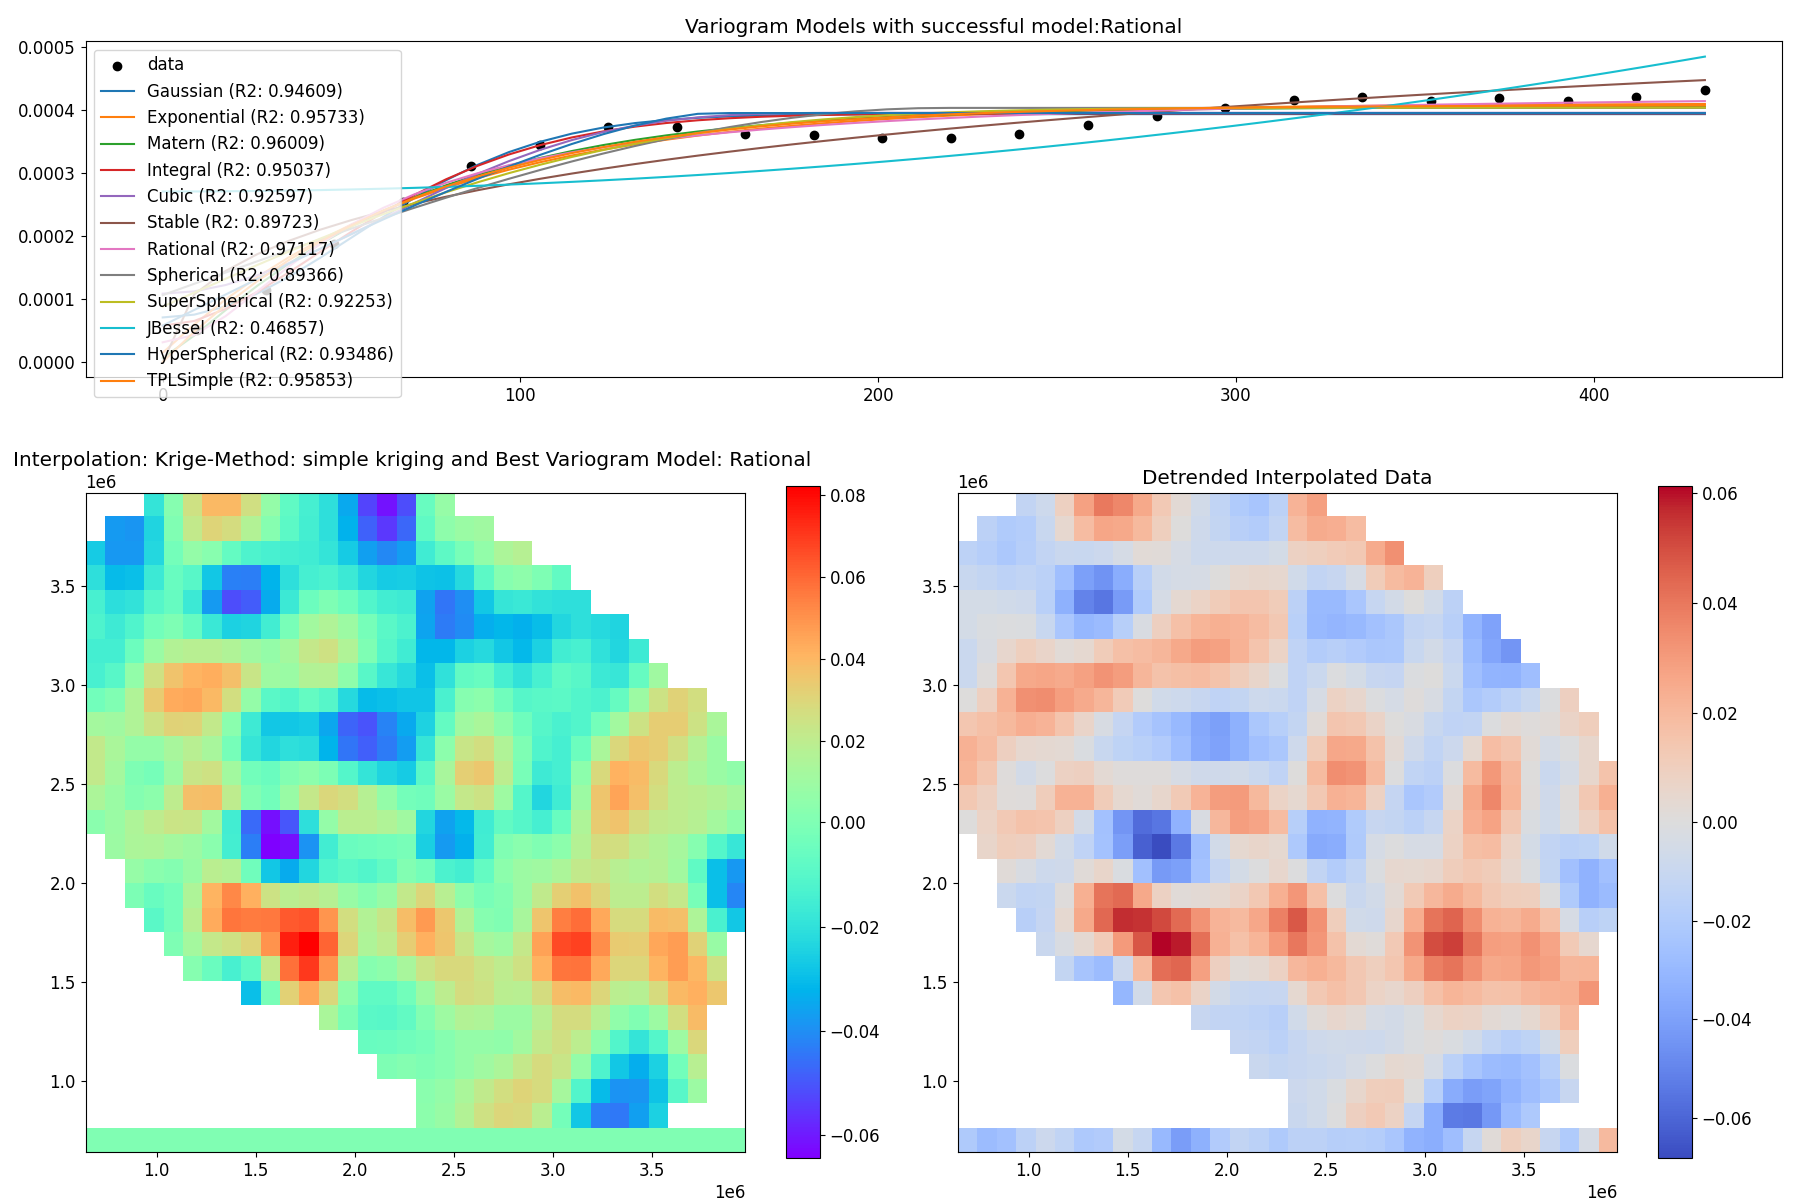 Variogram Models with successful model:Rational
0.0005
0.0004
0.0003
0.0002
0.0001
0.0000
data
Gaussian (R2: 0.94609)
Exponential (R2: 0.95733)
Matern (R2: 0.96009)
Integral (R2: 0.95037)
Cubic (R2: 0.92597)
Stable (R2: 0.89723)
Rational (R2: 0.97117)
Spherical (R2: 0.89366)
SuperSpherical (R2: 0.92253)
JBessel (R2: 0.46857)
HyperSpherical (R2: 0.93486)
TPLSimple (R2: 0.95853)
0 100 200 300 400
Interpolation: Krige-Method: simple kriging and Best Variogram Model: Rational
1e6
3.5
3.0
2.5
2.0
1.5
1.0
1.0 1.5 2.0 2.5 3.0 3.5
1e6
0.08
0.06
0.04
0.02
0.00
−0.02
−0.04
−0.06
Detrended Interpolated Data
1e6
3.5
3.0
2.5
2.0
1.5
1.0
1.0 1.5 2.0 2.5 3.0 3.5
1e6
0.06
0.04
0.02
0.00
−0.02
−0.04
−0.06